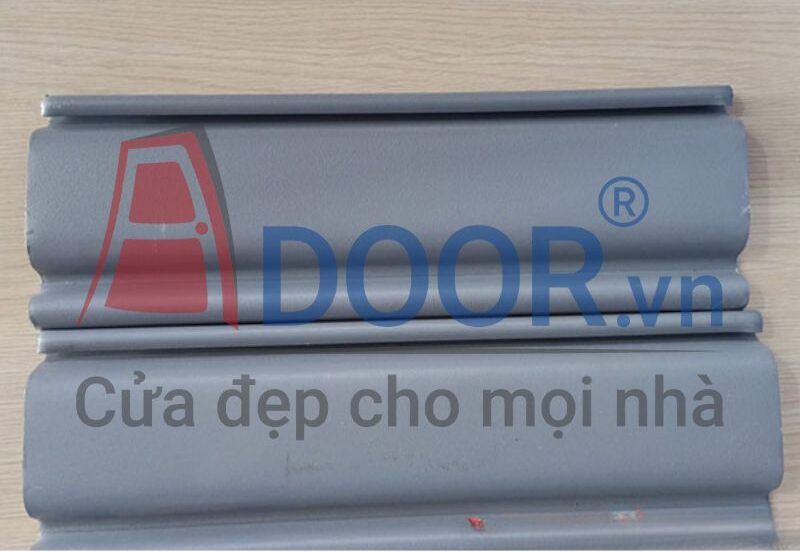 ADOOR.vn®
Cửa đẹp cho mọi nhà